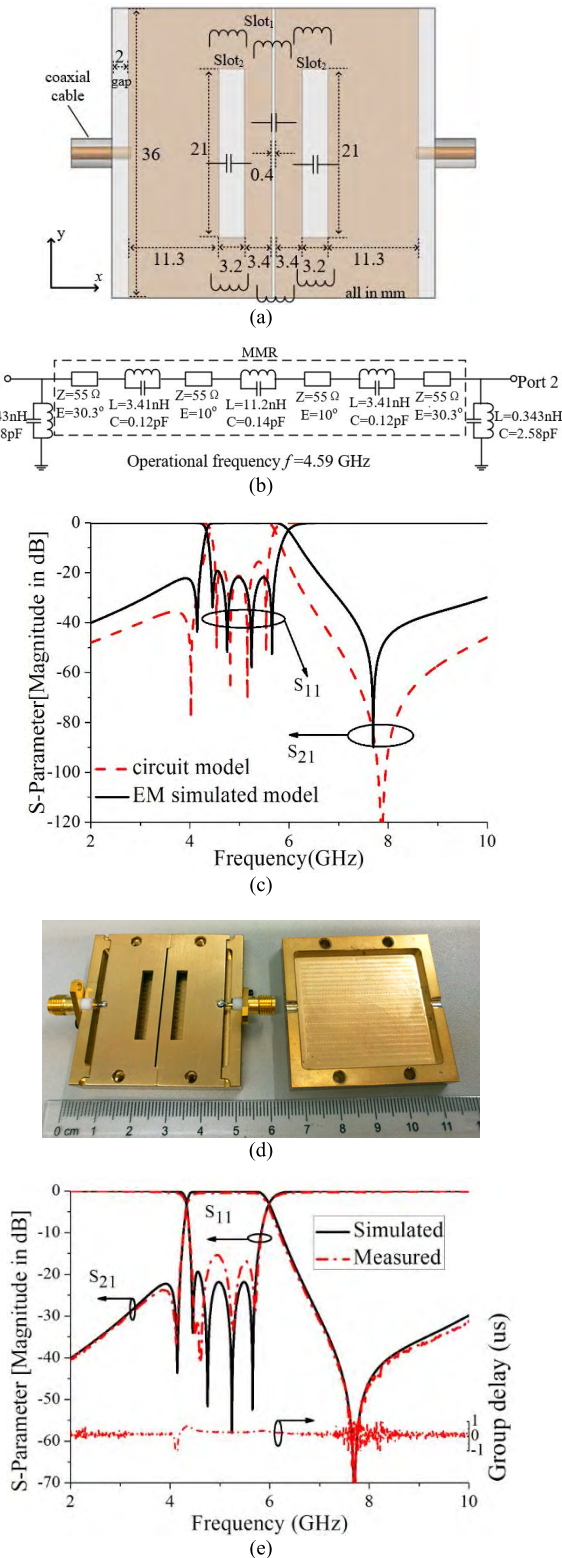 Slot₁
Slot₂ Slot₂
2
gap
coaxial
cable
36
21
21
0.4
y
x
11.3 3.2 3.4 3.4 3.2 11.3
all in mm
(a)
MMR
Port 2
Z=55 Ω Z=55 Ω Z=55 Ω Z=55 Ω
E=30.3º E=10º E=10º E=30.3º
L=3.41nH L=11.2nH L=3.41nH
C=0.12pF C=0.14pF C=0.12pF
43nH
8pF
L=0.343nH
C=2.58pF
Operational frequency f =4.59 GHz
(b)
S-Parameter[Magnitude in dB]
0
-20
-40
-60
-80
-100
-120
S₁₁
S₂₁
circuit model
EM simulated model
2 4 6 8 10
Frequency(GHz)
(c)
0 cm 1 2 3 4 5 6 7 8 9 10 11
(d)
S-Parameter [Magnitude in dB]
0
-10
-20
-30
-40
-50
-60
-70
S₁₁
S₂₁
Simulated
Measured
Group delay (us)
1
0
-1
2 4 6 8 10
Frequency (GHz)
(e)